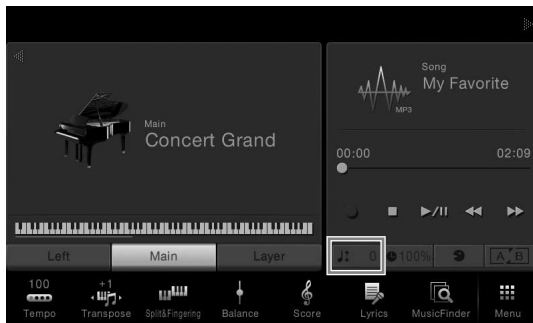 Song
My Favorite
MP3
Main
Concert Grand
00:00
02:09
Left
Main
Layer
0
100%
A B
100
+1
Tempo
Transpose
Split&Fingering
Balance
Score
Lyrics
MusicFinder
Menu